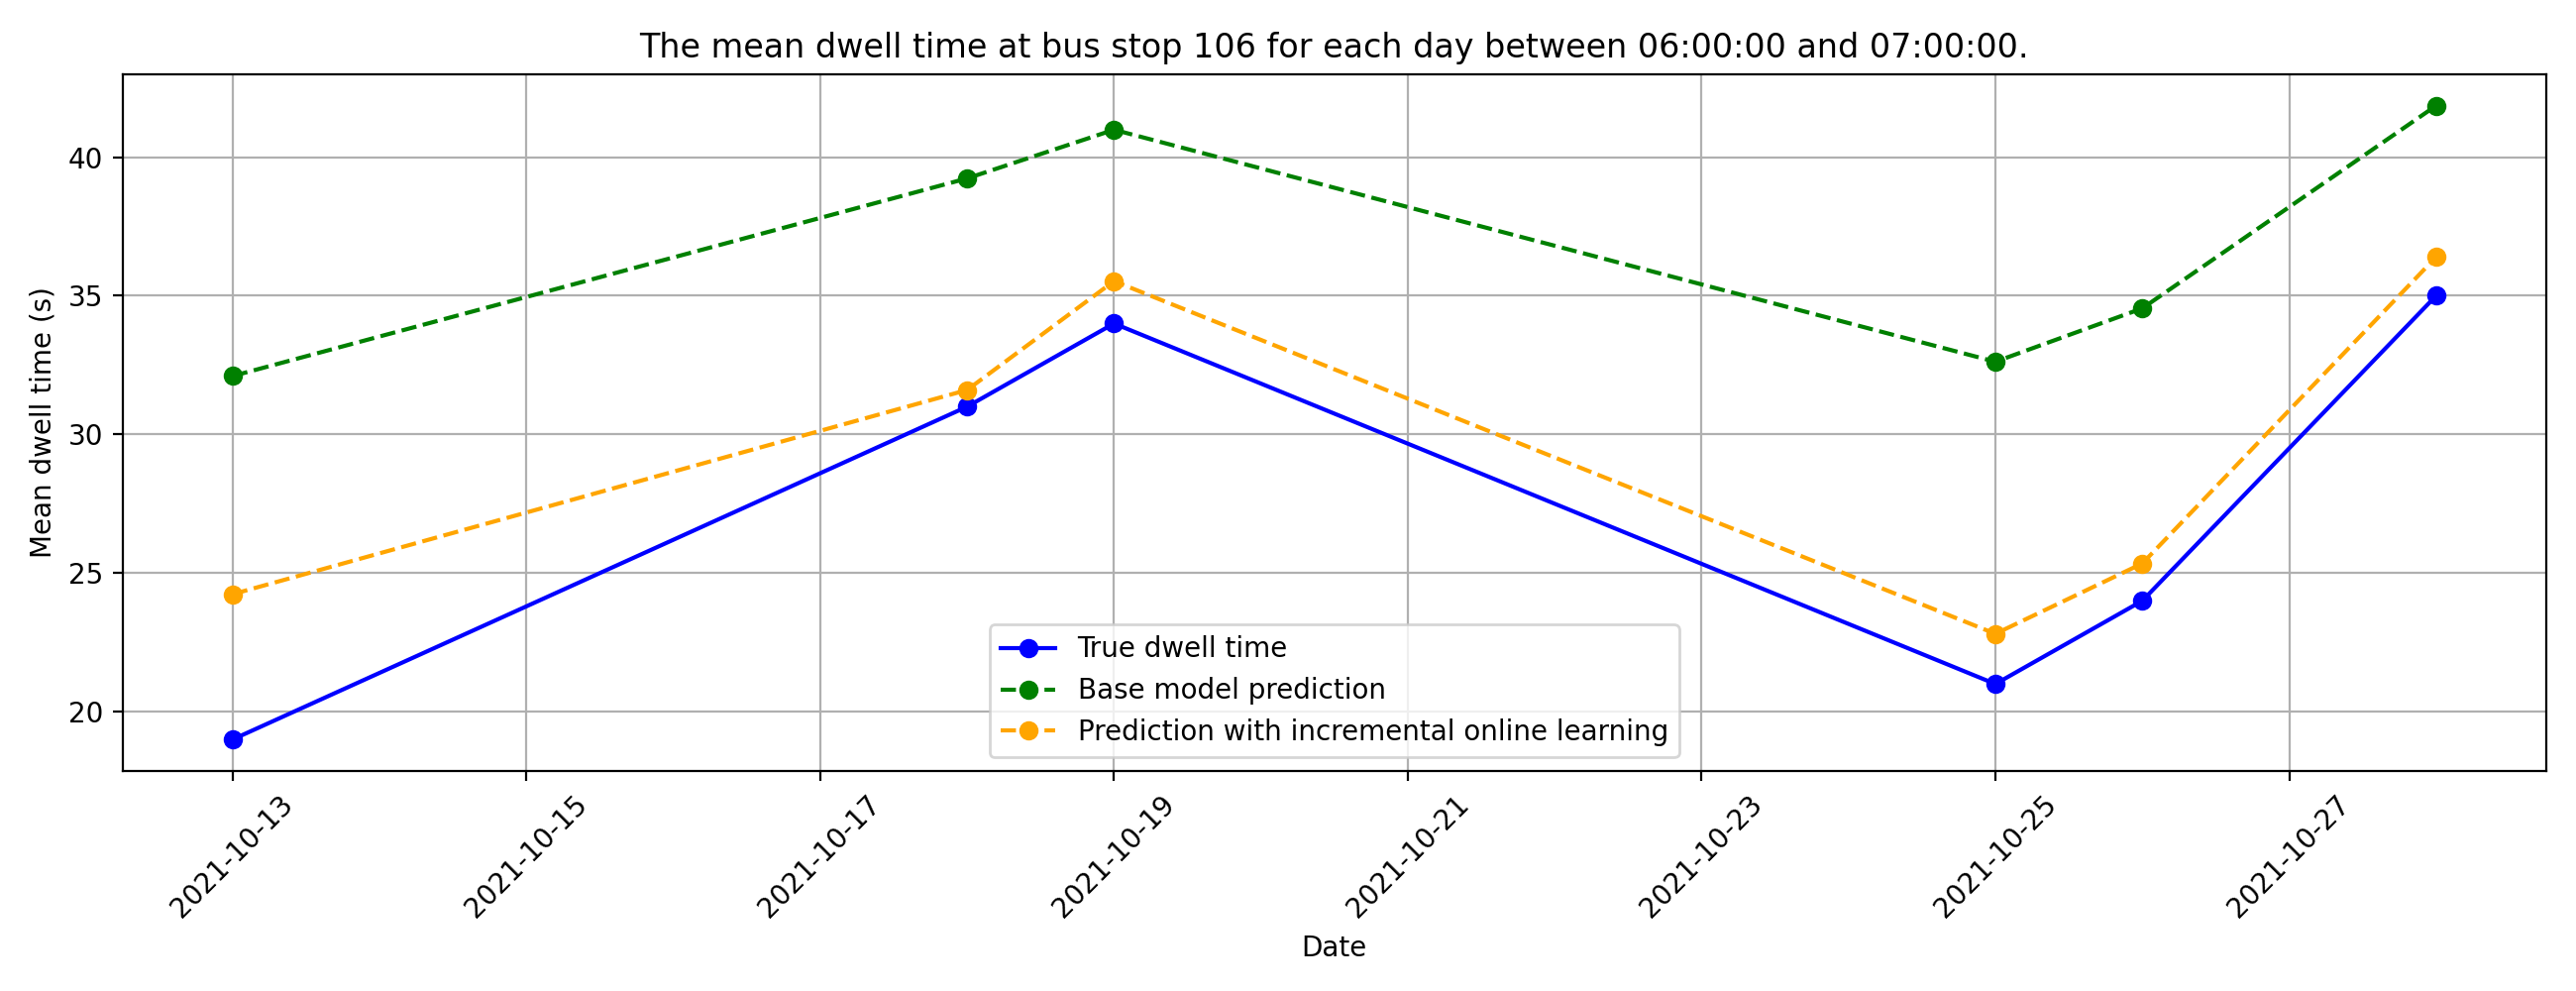 The mean dwell time at bus stop 106 for each day between 06:00:00 and 07:00:00.
Mean dwell time (s)
40
35
30
25
20
True dwell time
Base model prediction
Prediction with incremental online learning
2021-10-13
2021-10-15
2021-10-17
2021-10-19
2021-10-21
2021-10-23
2021-10-25
2021-10-27
Date